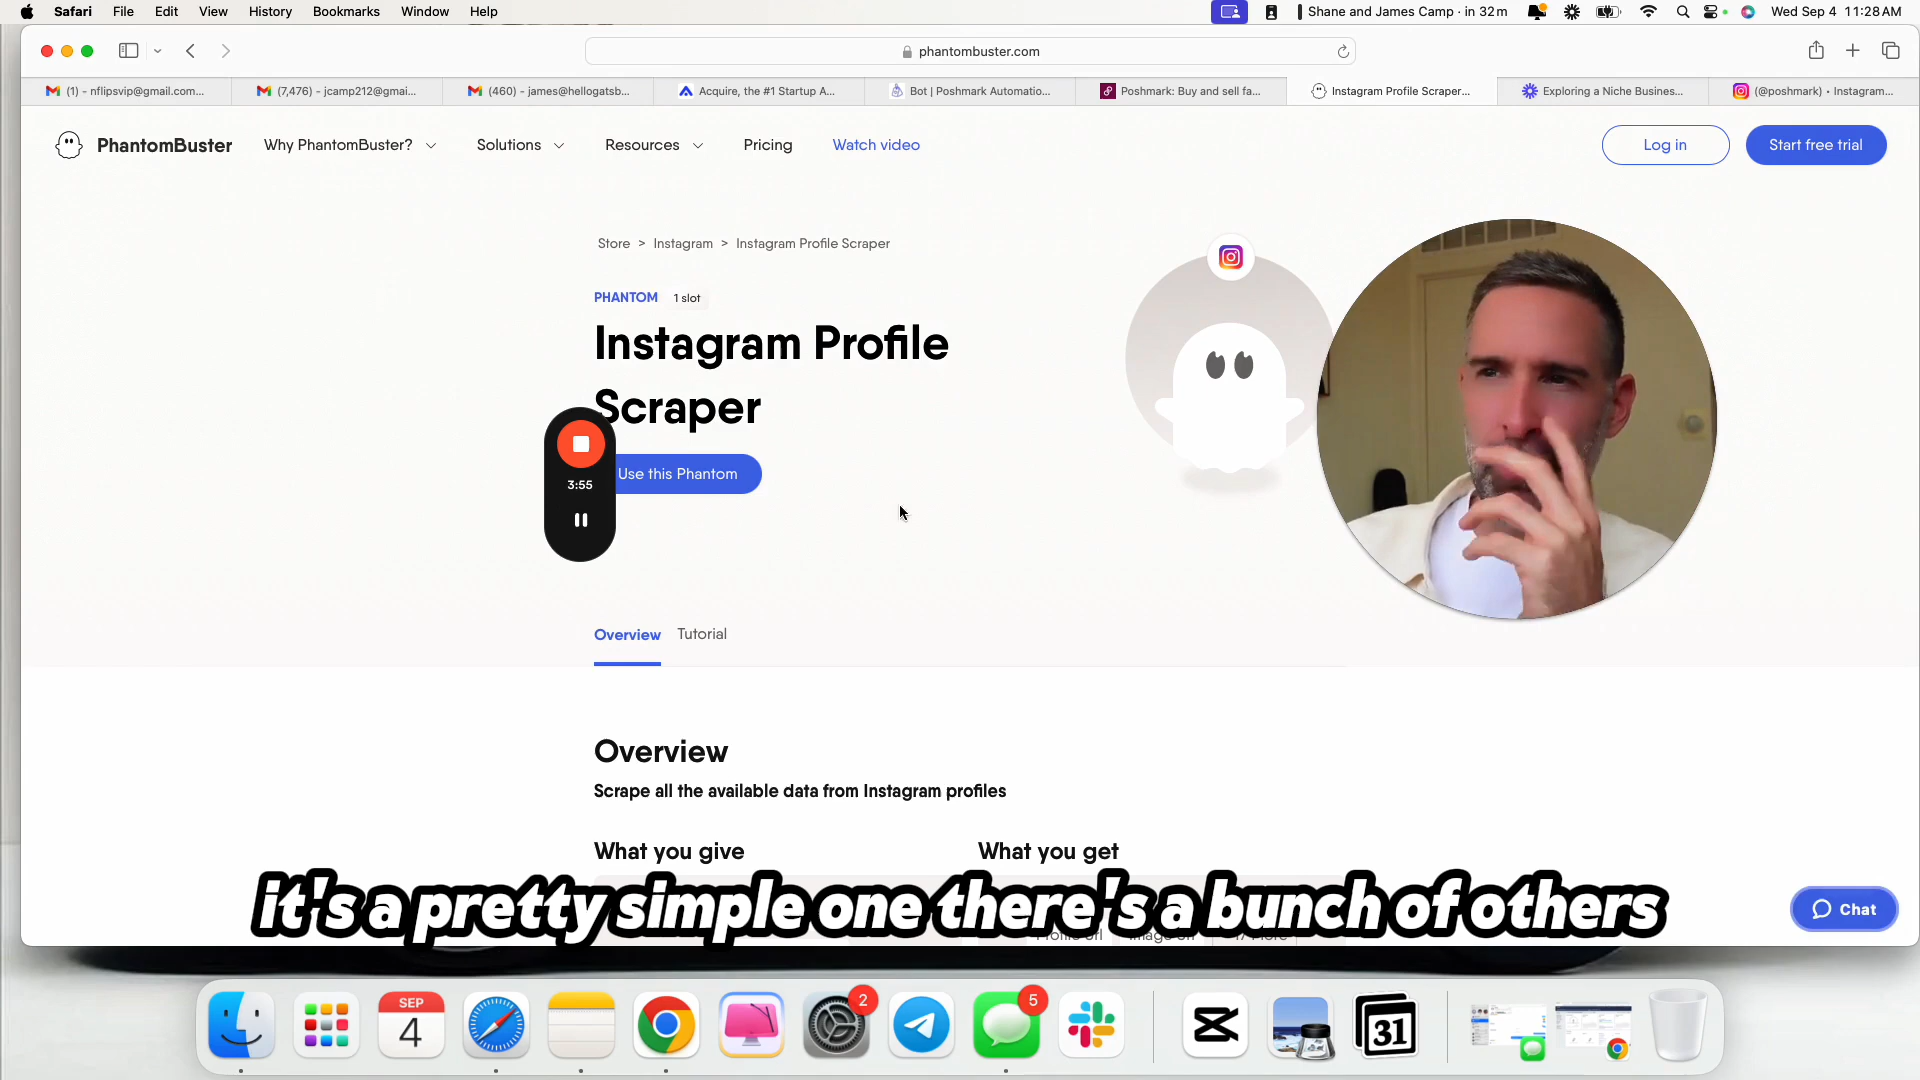 Safari File Edit View History Bookmarks Window Help
Shane and James Camp · in 32m
Wed Sep 4 11:28 AM
phantombuster.com
(1) - nflipsvip@gmail.com...
(7,476) - jcamp212@gmai...
(460) - james@hellogatsb...
Acquire, the #1 Startup A...
Bot | Poshmark Automatio...
Poshmark: Buy and sell fa...
Instagram Profile Scraper...
Exploring a Niche Busines...
(@poshmark) • Instagram...
PhantomBuster
Why PhantomBuster?
Solutions
Resources
Pricing
Watch video
Log in
Start free trial
Store > Instagram > Instagram Profile Scraper
PHANTOM 1 slot
Instagram Profile
Scraper
3:55
Use this Phantom
Overview
Tutorial
Overview
Scrape all the available data from Instagram profiles
What you give
What you get
it's a pretty simple one there's a bunch of others
Chat
SEP
4
2
5
31